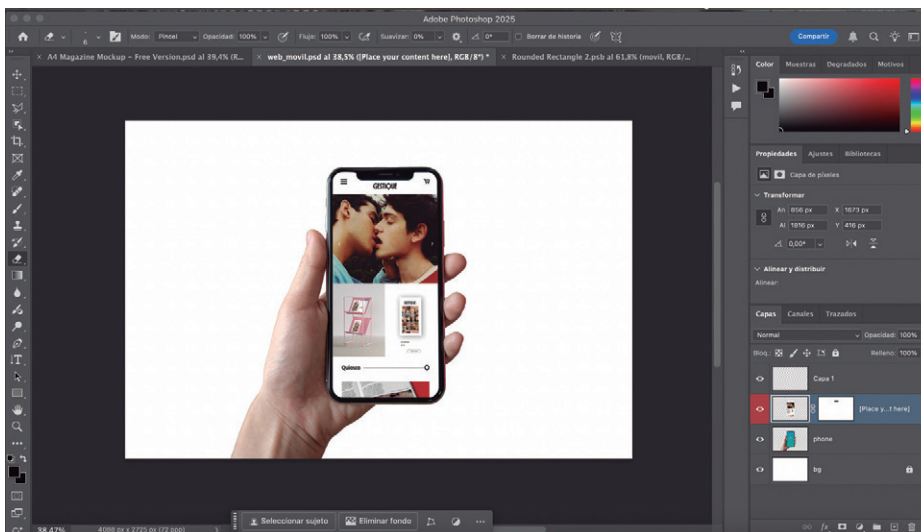 Adobe Photoshop 2025
Modo: Pincel Opacidad: 100% Flujo: 100% Suavizar: 0% 0° Borrar de historia Compartir
A4 Magazine Mockup – Free Version.psd al 39,4% (R... web_movil.psd al 38,5% ([Place your content here], RGB/8*) * Rounded Rectangle 2.psb al 61,8% (movil, RGB/...
Color Muestras Degradados Motivos
Propiedades Ajustes Bibliotecas
Capa de píxeles
Transformar
An 856 px X 1673 px
Al 1816 px Y 416 px
0,00°
Alinear y distribuir
Alinear:
Capas Canales Trazados
Normal Opacidad: 100%
Bloq.: Relleno: 100%
Capa 1
[Place y...t here]
phone
bg
GESTIQUE
GESTIQUE
Quiosco
Seleccionar sujeto Eliminar fondo
38,47% 4088 px x 2725 px (72 ppp)